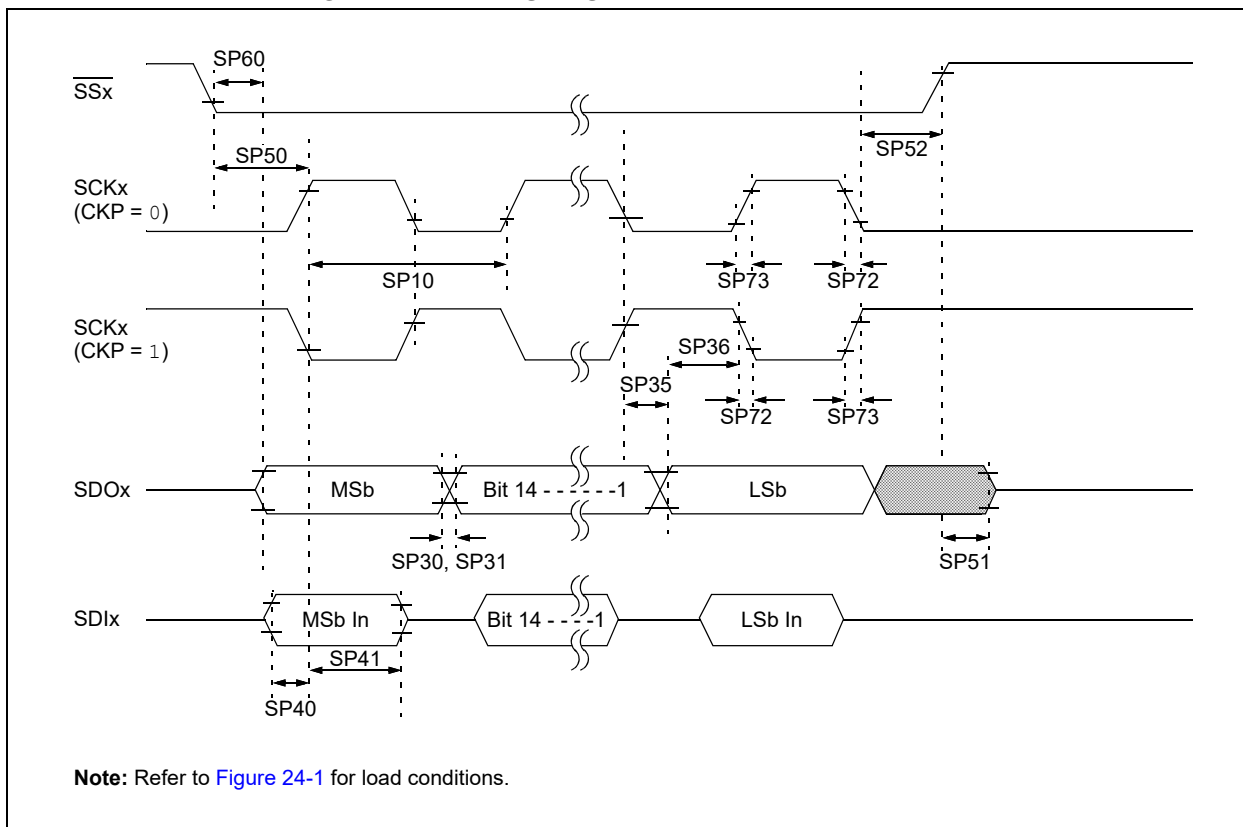 SP60
SSx
SP50
SP52
SCKx
(CKP = 0)
SP10
SP73
SP72
SCKx
(CKP = 1)
SP36
SP35
SP72
SP73
SDOx
MSb
Bit 14 - - - - - -1
LSb
SP30, SP31
SP51
SDIx
MSb In
Bit 14 - - - - -1
LSb In
SP41
SP40
Note: Refer to Figure 24-1 for load conditions.